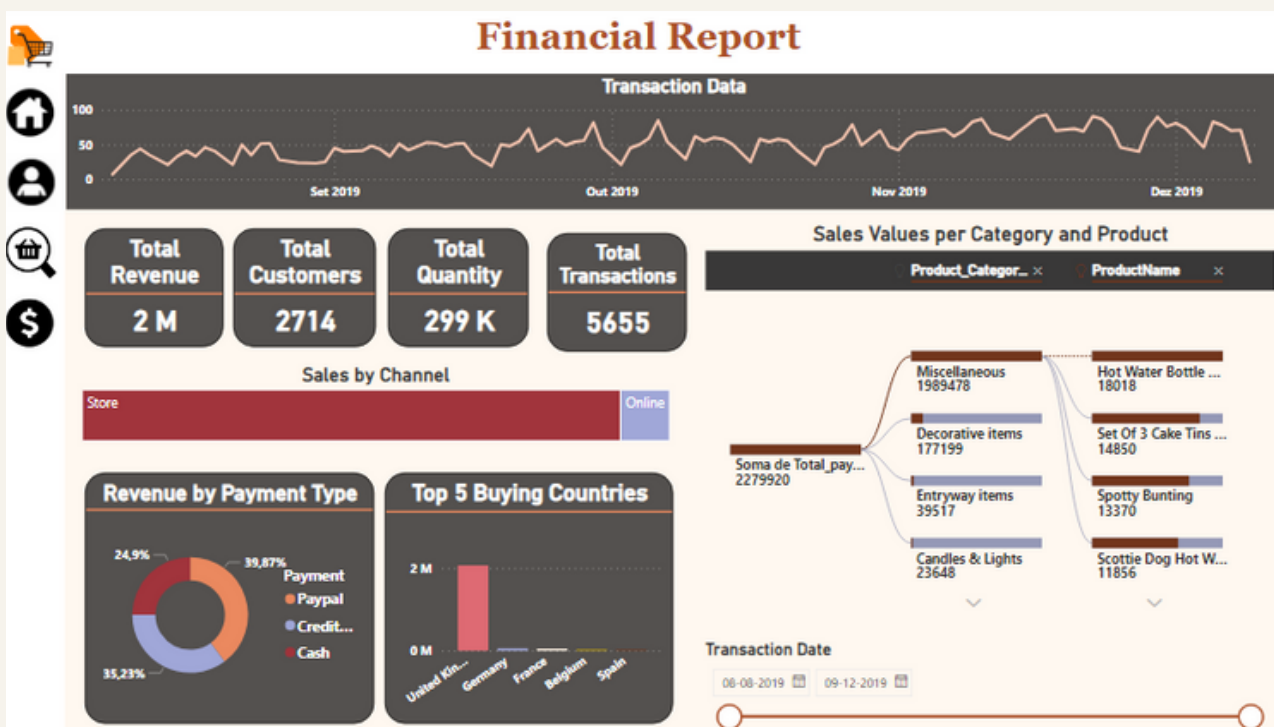 Financial Report
Transaction Data
100
50
0
Set 2019
Out 2019
Nov 2019
Dez 2019
Total
Revenue
2 M
Total
Customers
2714
Total
Quantity
299 K
Total
Transactions
5655
Sales by Channel
Store
Online
Revenue by Payment Type
24,9%
39,87%
35,23%
Payment
Paypal
Credit...
Cash
Top 5 Buying Countries
2 M
0 M
United Kin...
Germany
France
Belgium
Spain
Sales Values per Category and Product
Product_Categor...
ProductName
Soma de Total_pay...
2279920
Miscellaneous
1989478
Decorative items
177199
Entryway items
39517
Candles & Lights
23648
Hot Water Bottle ...
18018
Set Of 3 Cake Tins ...
14850
Spotty Bunting
13370
Scottie Dog Hot W...
11856
Transaction Date
08-08-2019
09-12-2019